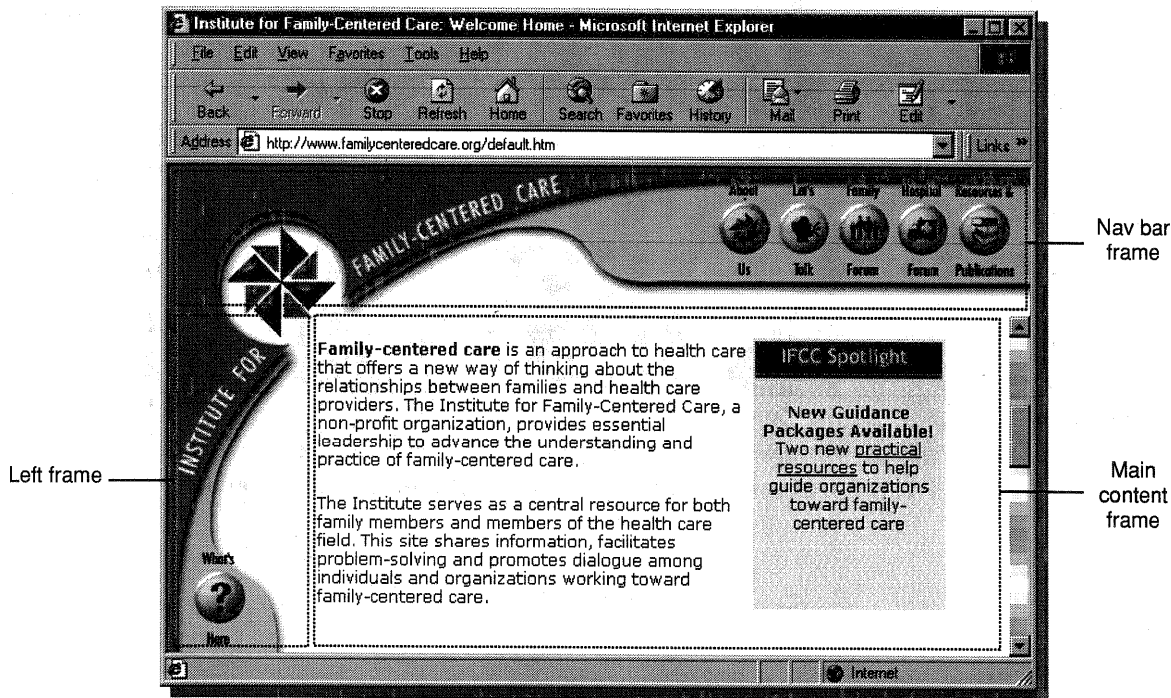 Institute for Family-Centered Care: Welcome Home - Microsoft Internet Explorer
File Edit View Favorites Tools Help
Back Forward Stop Refresh Home Search Favorites History Mail Print Edit
Address http://www.familycenteredcare.org/default.htm Links »
INSTITUTE FOR FAMILY-CENTERED CARE
About Us
Let's Talk
Family Forum
Hospital Forum
Resources & Publications
Nav bar
frame
Family-centered care is an approach to health care
that offers a new way of thinking about the
relationships between families and health care
providers. The Institute for Family-Centered Care, a
non-profit organization, provides essential
leadership to advance the understanding and
practice of family-centered care.
The Institute serves as a central resource for both
family members and members of the health care
field. This site shares information, facilitates
problem-solving and promotes dialogue among
individuals and organizations working toward
family-centered care.
IFCC Spotlight
New Guidance
Packages Available!
Two new practical
resources to help
guide organizations
toward family-
centered care
Left frame
Main
content
frame
What's
?
Here
Internet